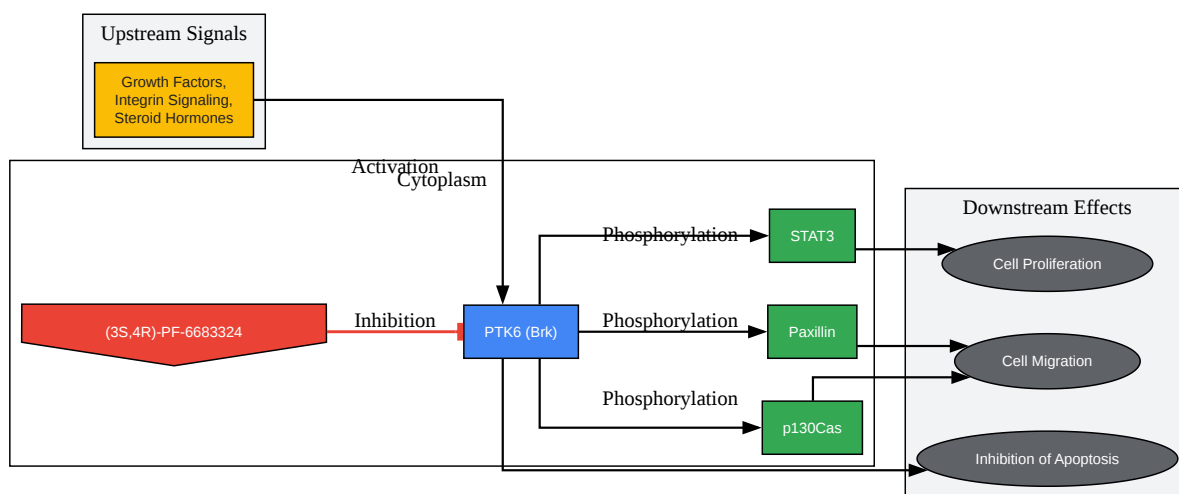 Upstream Signals
Growth Factors,
Integrin Signaling,
Steroid Hormones
Activation
Cytoplasm
Downstream Effects
Phosphorylation
STAT3
Cell Proliferation
(3S,4R)-PF-6683324
Inhibition
PTK6 (Brk)
Phosphorylation
Paxillin
Cell Migration
Phosphorylation
p130Cas
Inhibition of Apoptosis